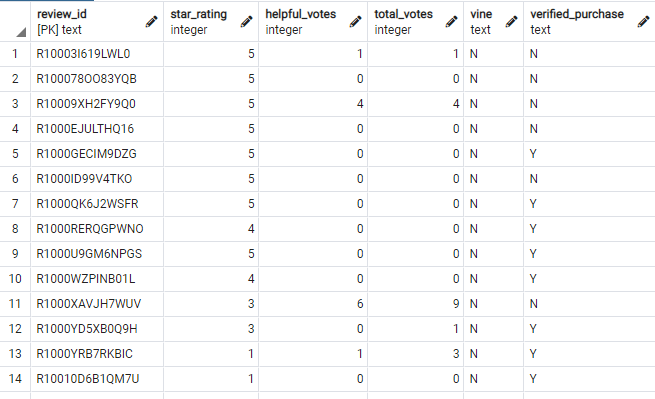 review_id star_rating helpful_votes total_votes vine verified_purchase
[PK] text integer integer integer text text
1 R10003I619LWL0 5 1 1 N N
2 R100078OO83YQB 5 0 0 N N
3 R10009XH2FY9Q0 5 4 4 N N
4 R1000EJULTHQ16 5 0 0 N N
5 R1000GECIM9DZG 5 0 0 N Y
6 R1000ID99V4TKO 5 0 0 N N
7 R1000QK6J2WSFR 5 0 0 N Y
8 R1000RERQGPWNO 4 0 0 N Y
9 R1000U9GM6NPGS 5 0 0 N Y
10 R1000WZPINB01L 4 0 0 N Y
11 R1000XAVJH7WUV 3 6 9 N N
12 R1000YD5XB0Q9H 3 0 1 N Y
13 R1000YRB7RKBIC 1 1 3 N Y
14 R10010D6B1QM7U 1 0 0 N Y